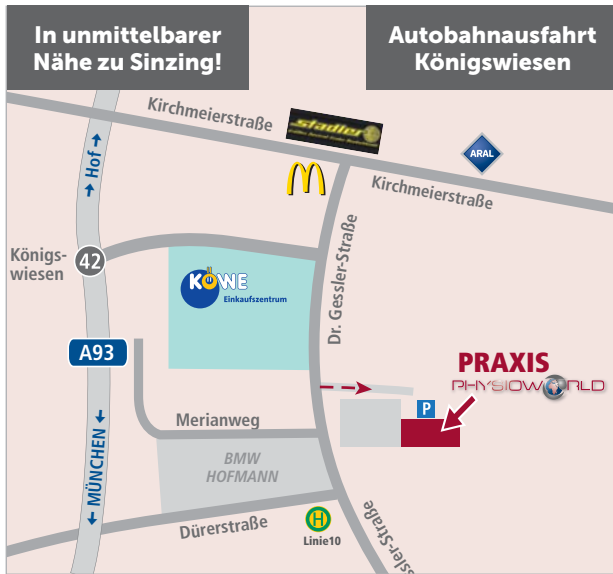 In unmittelbarer
Nähe zu Sinzing!
Autobahnausfahrt
Königswiesen
Kirchmeierstraße
stadler
ARAL
Hof
Kirchmeierstraße
Königs-
wiesen
42
KÖWE
Einkaufszentrum
Dr. Gessler-Straße
A93
PRAXIS
PHYSIOWORLD
P
Merianweg
BMW
HOFMANN
MÜNCHEN
Dürerstraße
H
Linie10
ssler-Straße